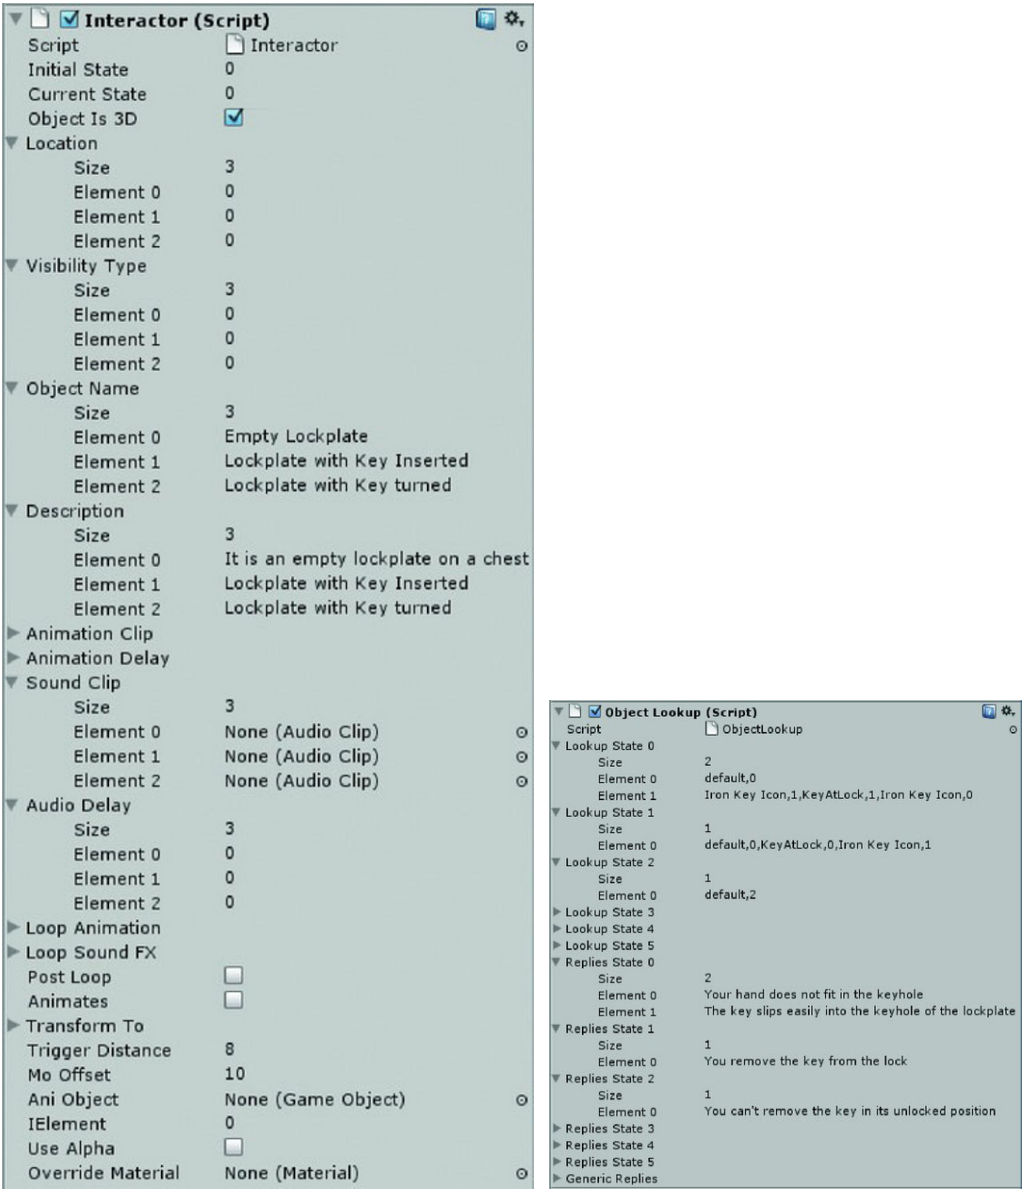 Interactor (Script)
Script Interactor
Initial State 0
Current State 0
Object Is 3D
Location
Size 3
Element 0 0
Element 1 0
Element 2 0
Visibility Type
Size 3
Element 0 0
Element 1 0
Element 2 0
Object Name
Size 3
Element 0 Empty Lockplate
Element 1 Lockplate with Key Inserted
Element 2 Lockplate with Key turned
Description
Size 3
Element 0 It is an empty lockplate on a chest
Element 1 Lockplate with Key Inserted
Element 2 Lockplate with Key turned
Animation Clip
Animation Delay
Sound Clip
Size 3
Element 0 None (Audio Clip)
Element 1 None (Audio Clip)
Element 2 None (Audio Clip)
Audio Delay
Size 3
Element 0 0
Element 1 0
Element 2 0
Loop Animation
Loop Sound FX
Post Loop
Animates
Transform To
Trigger Distance 8
Mo Offset 10
Ani Object None (Game Object)
IElement 0
Use Alpha
Override Material None (Material)
Object Lookup (Script)
Script ObjectLookup
Lookup State 0
Size 2
Element 0 default,0
Element 1 Iron Key Icon,1,KeyAtLock,1,Iron Key Icon,0
Lookup State 1
Size 1
Element 0 default,0,KeyAtLock,0,Iron Key Icon,1
Lookup State 2
Size 1
Element 0 default,2
Lookup State 3
Lookup State 4
Lookup State 5
Replies State 0
Size 2
Element 0 Your hand does not fit in the keyhole
Element 1 The key slips easily into the keyhole of the lockplate
Replies State 1
Size 1
Element 0 You remove the key from the lock
Replies State 2
Size 1
Element 0 You can't remove the key in its unlocked position
Replies State 3
Replies State 4
Replies State 5
Generic Replies